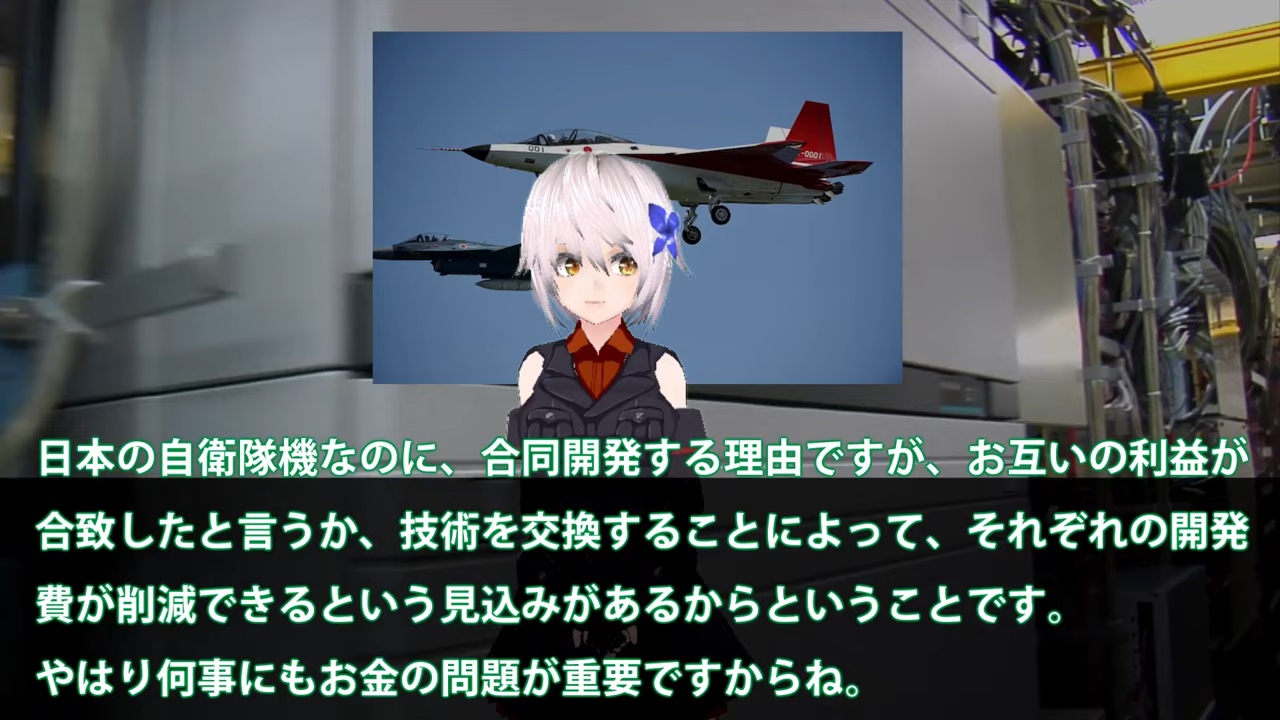 001
-0001
日本の自衛隊機なのに、合同開発する理由ですが、お互いの利益が
合致したと言うか、技術を交換することによって、それぞれの開発
費が削減できるという見込みがあるからということです。
やはり何事にもお金の問題が重要ですからね。